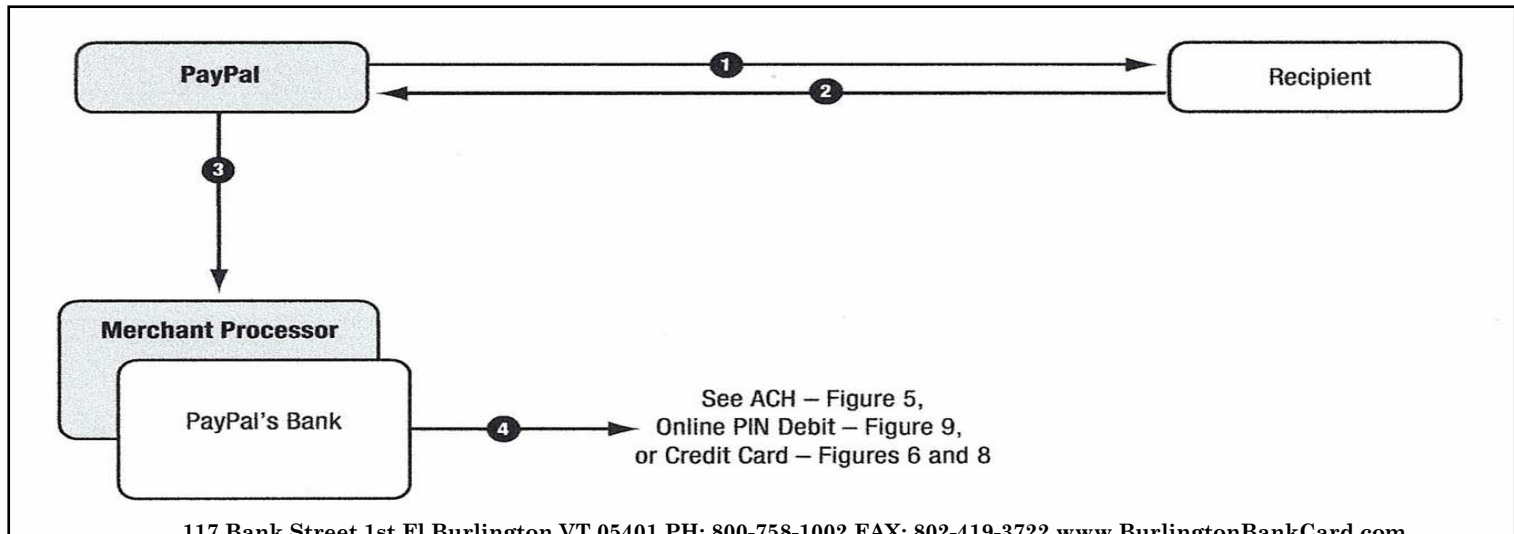 PayPal
1
Recipient
2
3
Merchant Processor
PayPal's Bank
4
See ACH – Figure 5,
Online PIN Debit – Figure 9,
or Credit Card – Figures 6 and 8
117 Bank Street 1st Fl Burlington VT 05401 PH: 800-758-1002 FAX: 802-419-3722 www.BurlingtonBankCard.com